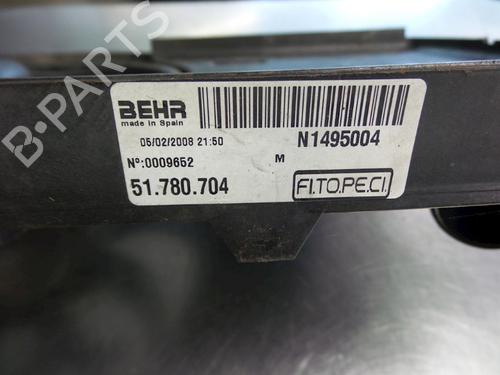 BEHR
made in Spain
05/02/2008 21:50
N1495004
Nº:0009652
M
51.780.704
FI.TO.PE.CI.
B-PARTS